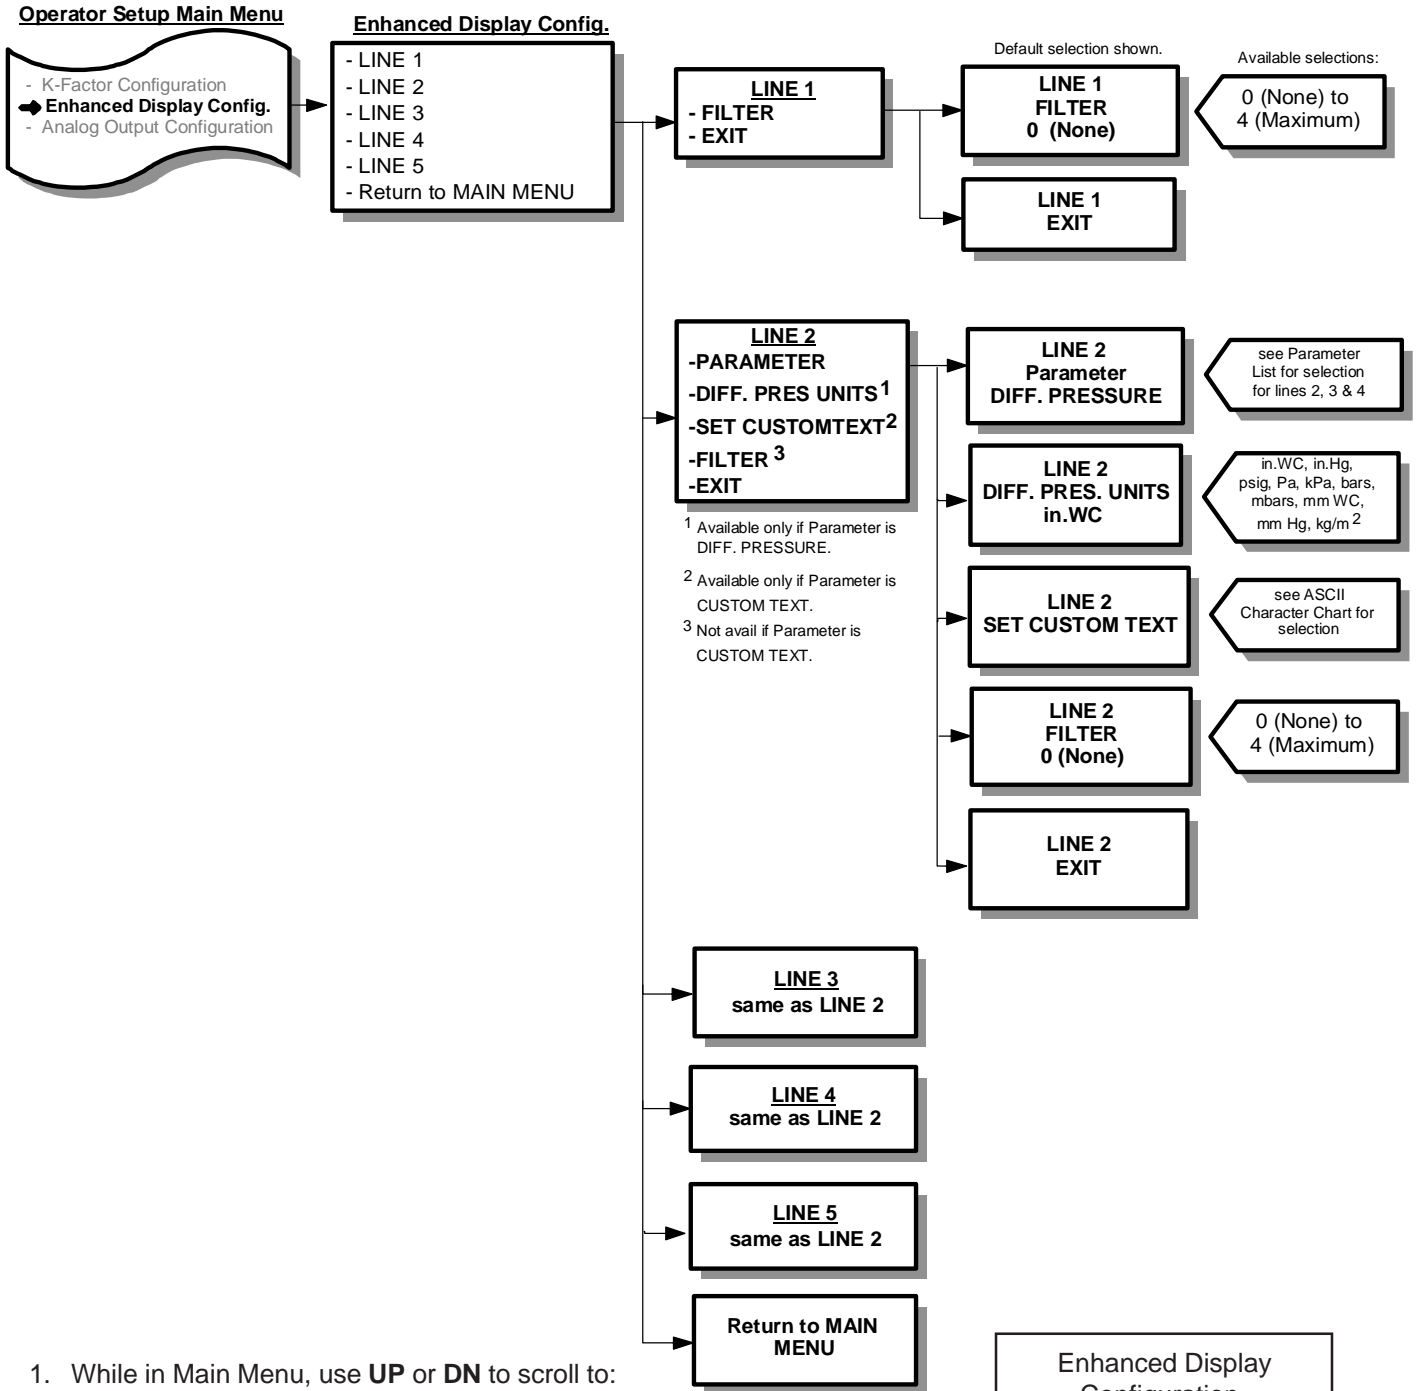 Operator Setup Main Menu
- K-Factor Configuration
Enhanced Display Config.
- Analog Output Configuration
Enhanced Display Config.
- LINE 1
- LINE 2
- LINE 3
- LINE 4
- LINE 5
- Return to MAIN MENU
LINE 1
- FILTER
- EXIT
Default selection shown.
LINE 1
FILTER
0 (None)
Available selections:
0 (None) to
4 (Maximum)
LINE 1
EXIT
LINE 2
-PARAMETER
-DIFF. PRES UNITS1
-SET CUSTOMTEXT2
-FILTER 3
-EXIT
1 Available only if Parameter is
DIFF. PRESSURE.
2 Available only if Parameter is
CUSTOM TEXT.
3 Not avail if Parameter is
CUSTOM TEXT.
LINE 2
Parameter
DIFF. PRESSURE
see Parameter
List for selection
for lines 2, 3 & 4
LINE 2
DIFF. PRES. UNITS
in.WC
in.WC, in.Hg,
psig, Pa, kPa, bars,
mbars, mm WC,
mm Hg, kg/m 2
LINE 2
SET CUSTOM TEXT
see ASCII
Character Chart for
selection
LINE 2
FILTER
0 (None)
0 (None) to
4 (Maximum)
LINE 2
EXIT
LINE 3
same as LINE 2
LINE 4
same as LINE 2
LINE 5
same as LINE 2
Return to MAIN
MENU
1. While in Main Menu, use UP or DN to scroll to:
Enhanced Display
Configuration